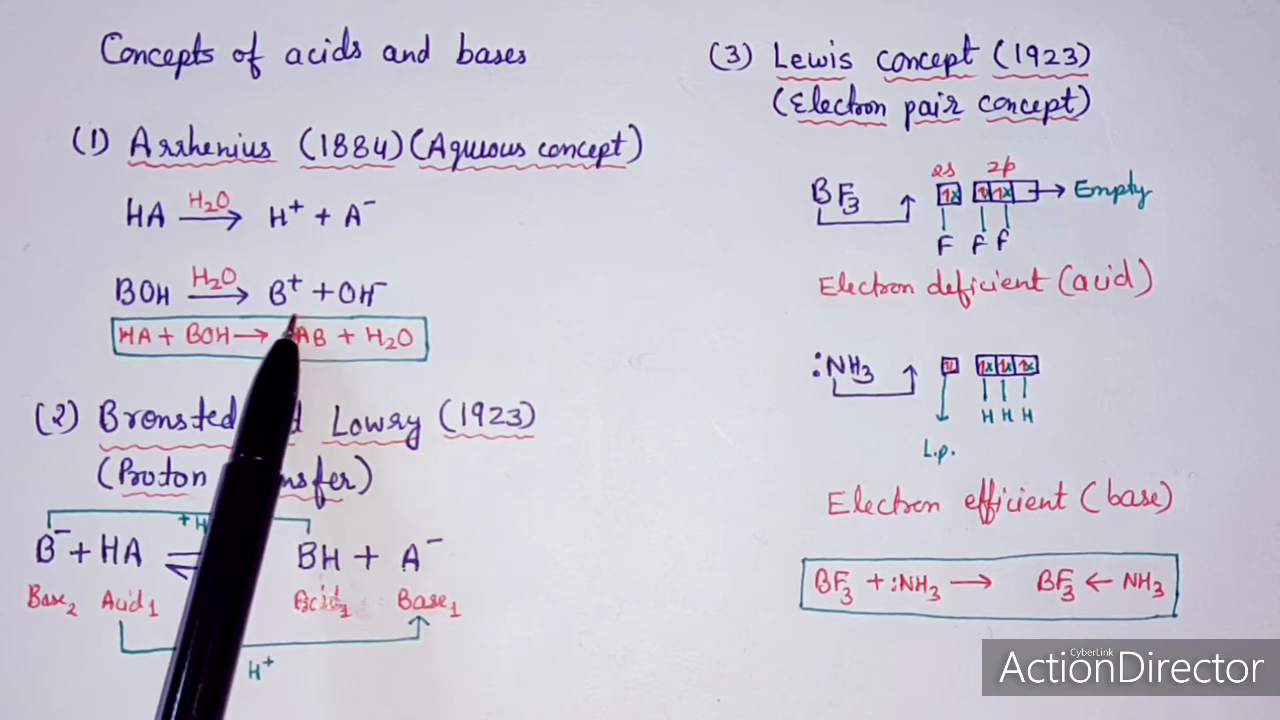 Concepts of acids and bases
(1) Arrhenius (1884) (Aqueous concept)
HA H₂O → H⁺ + A⁻
BOH H₂O → B⁺ + OH⁻
HA + BOH → AB + H₂O
(2) Bronsted Lowry (1923)
(Proton
+H
B⁻ + HA ⇌ BH + A⁻
Base₂ Acid₁ Acid₂ Base₁
H⁺
(3) Lewis concept (1923)
(Electron pair concept)
2s 2p
BF₃ → Empty
F F F
Electron deficient (acid)
:NH₃
H H H
L.p.
Electron efficient (base)
BF₃ + :NH₃ → BF₃ ← NH₃
CyberLink
ActionDirector